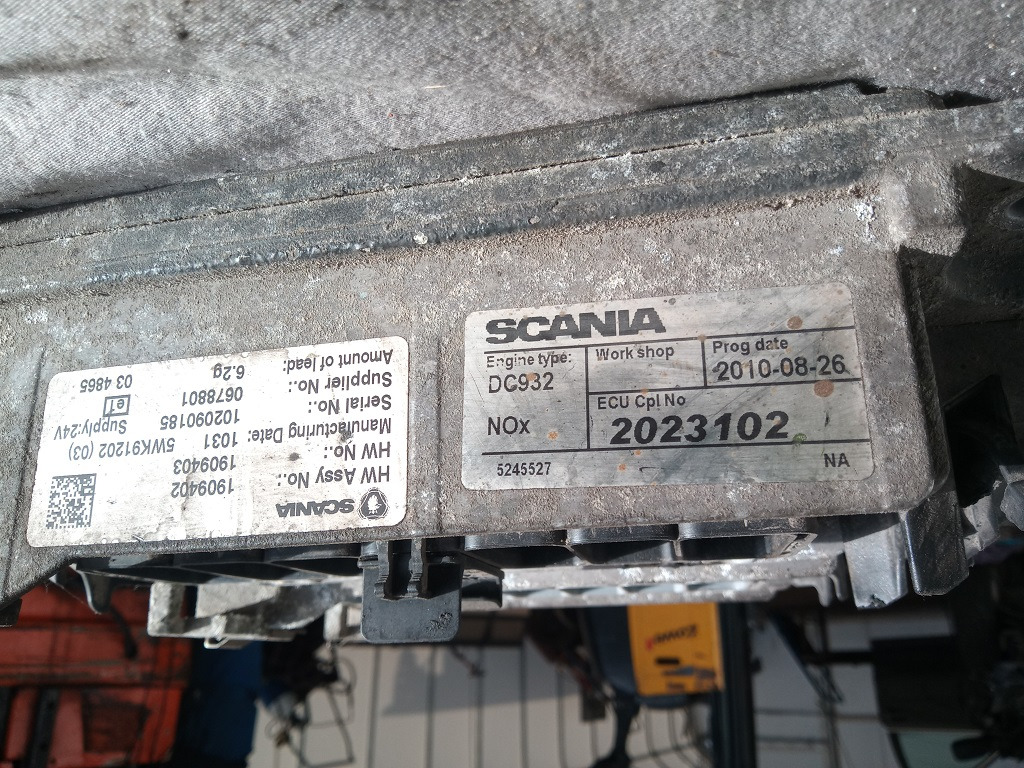 SCANIA
Engine type:
DC932
NOx
Work shop
Prog date
2010-08-26
ECU Cpl No
2023102
5245527
NA
SCANIA
HW Assy No.: 1909402
HW No.: 1909403
Manufacturing Date: 1031 5WK91202 (03)
Serial No.: 102090185 Supply:24V
Supplier No.: 0678801 e1
Amount of lead: 6.2g 03 4865